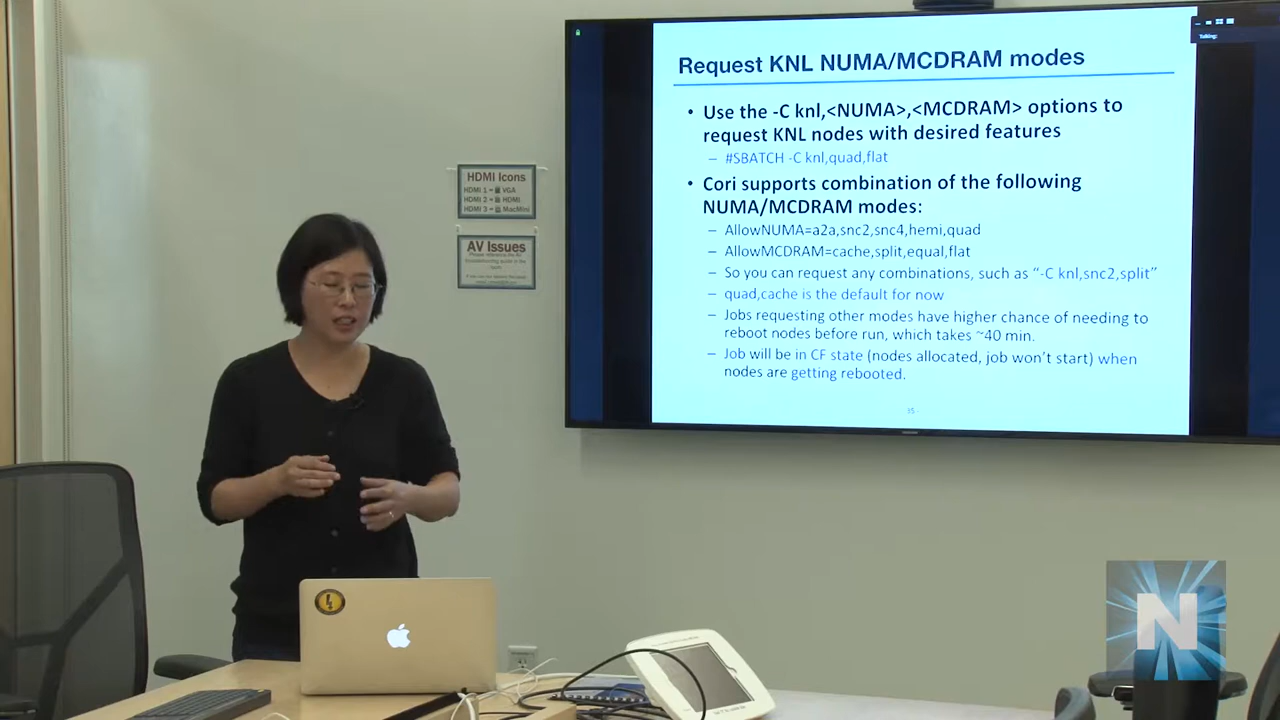 Request KNL NUMA/MCDRAM modes
• Use the -C knl,<NUMA>,<MCDRAM> options to
request KNL nodes with desired features
– #SBATCH -C knl,quad,flat
• Cori supports combination of the following
NUMA/MCDRAM modes:
– AllowNUMA=a2a,snc2,snc4,hemi,quad
– AllowMCDRAM=cache,split,equal,flat
– So you can request any combinations, such as “-C knl,snc2,split”
– quad,cache is the default for now
– Jobs requesting other modes have higher chance of needing to
reboot nodes before run, which takes ~40 min.
– Job will be in CF state (nodes allocated, job won’t start) when
nodes are getting rebooted.
15
Talking:
HDMI Icons
HDMI 1 = VGA
HDMI 2 = HDMI
HDMI 3 = MacMini
AV Issues
N